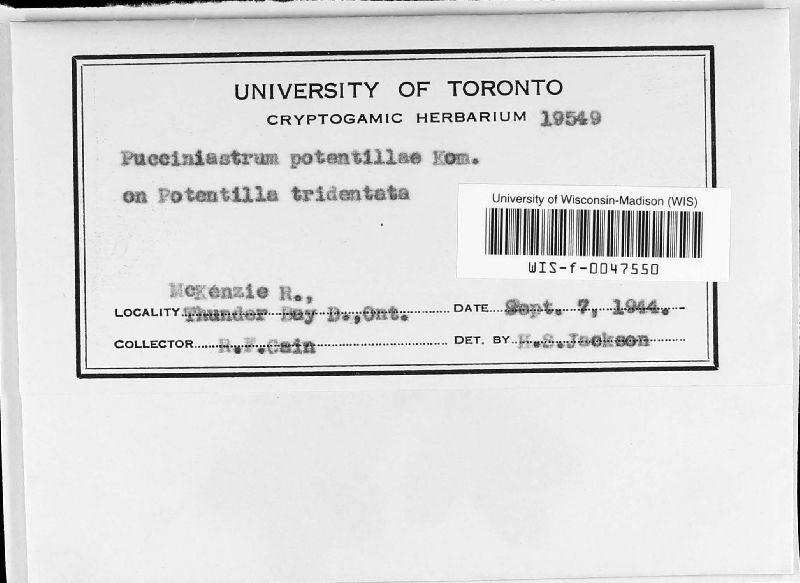 UNIVERSITY OF TORONTO
CRYPTOGAMIC HERBARIUM 19549
Pucciniastrum potentillae Kom.
on Potentilla tridentata
University of Wisconsin-Madison (WIS)
WIS-f-0047550
McKenzie R.,
LOCALITY Thunder Bay D., Ont. DATE Sept. 7, 1944.
COLLECTOR R.F.Cain DET. BY H.S.Jackson